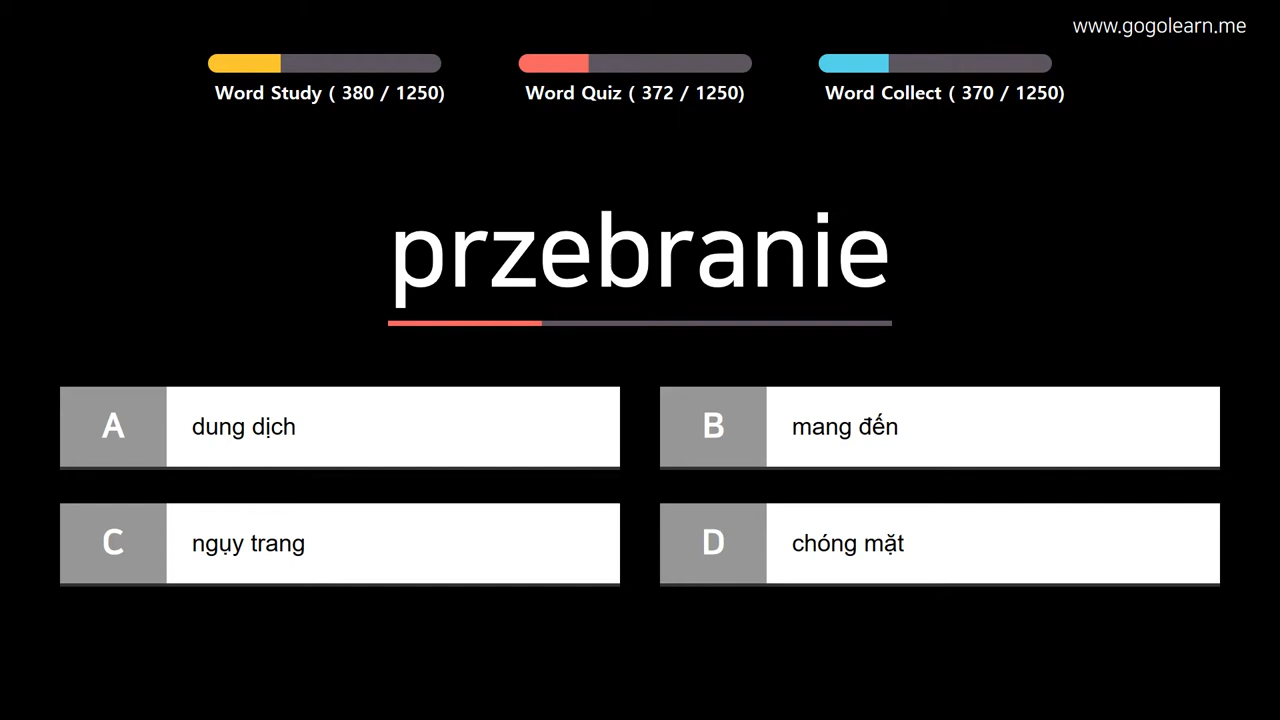 www.gogolearn.me
Word Study ( 380 / 1250)
Word Quiz ( 372 / 1250)
Word Collect ( 370 / 1250)
przebranie
A dung dịch
B mang đến
C ngụy trang
D chóng mặt